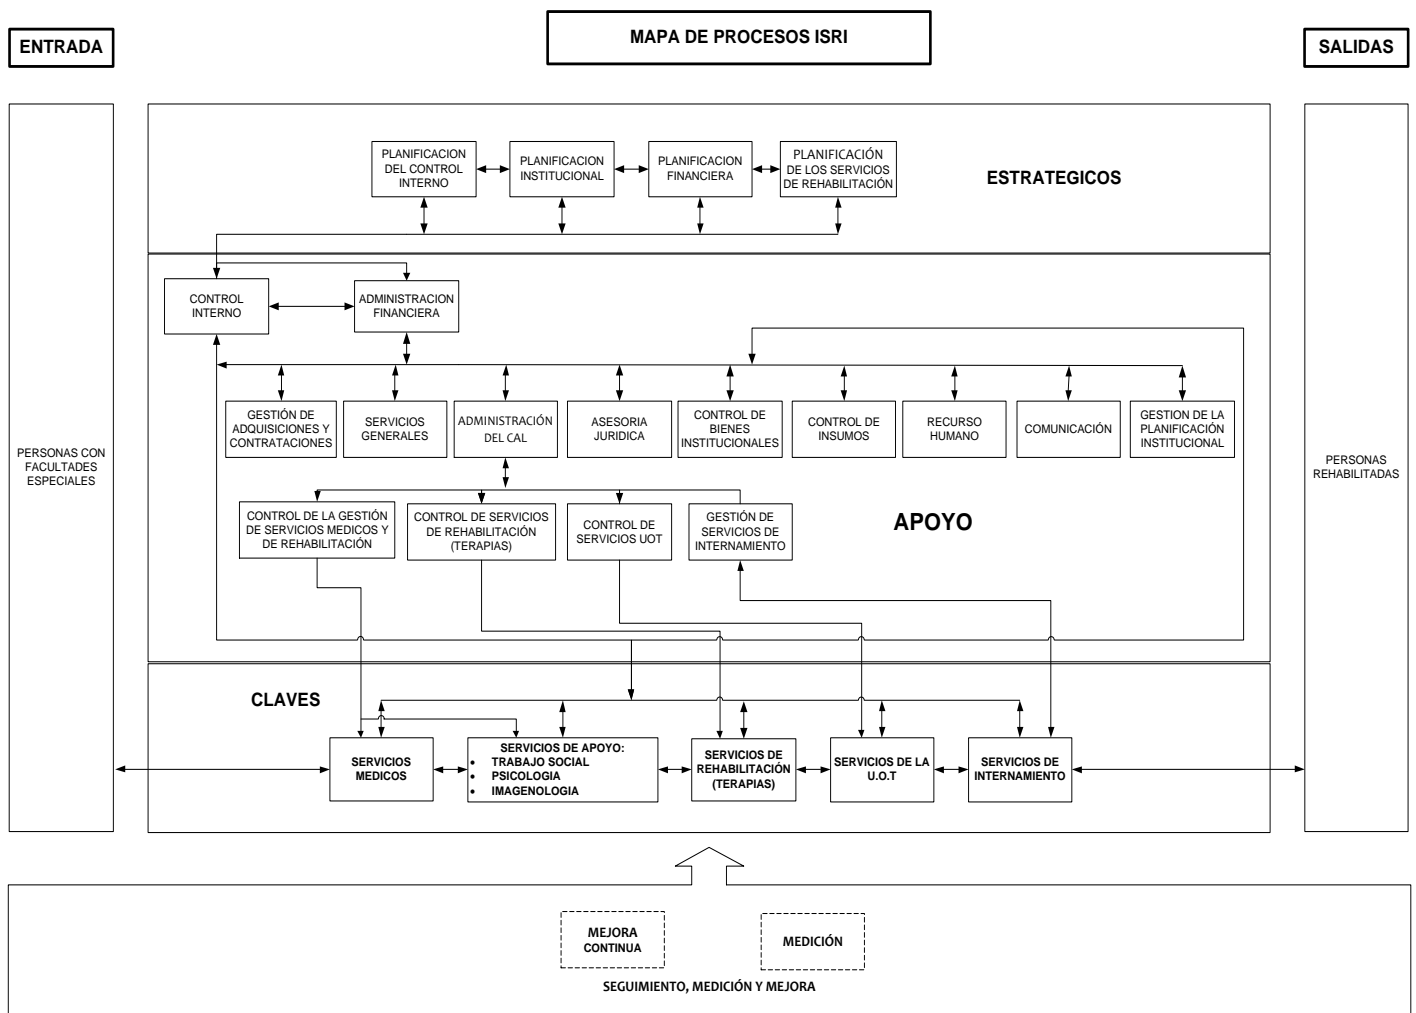 MAPA DE PROCESOS ISRI
ENTRADA
SALIDAS
PLANIFICACION
DEL CONTROL
INTERNO
PLANIFICACION
INSTITUCIONAL
PLANIFICACION
FINANCIERA
PLANIFICACIÓN
DE LOS SERVICIOS
DE REHABILITACIÓN
ESTRATEGICOS
CONTROL
INTERNO
ADMINISTRACION
FINANCIERA
GESTIÓN DE
ADQUISICIONES Y
CONTRATACIONES
SERVICIOS
GENERALES
ADMINISTRACIÓN
DEL CAL
ASESORIA
JURIDICA
CONTROL DE
BIENES
INSTITUCIONALES
CONTROL DE
INSUMOS
RECURSO
HUMANO
COMUNICACIÓN
GESTION DE LA
PLANIFICACIÓN
INSTITUCIONAL
PERSONAS CON
FACULTADES
ESPECIALES
PERSONAS
REHABILITADAS
CONTROL DE LA GESTIÓN
DE SERVICIOS MEDICOS Y
DE REHABILITACIÓN
CONTROL DE SERVICIOS
DE REHABILITACIÓN
(TERAPIAS)
CONTROL DE
SERVICIOS UOT
GESTIÓN DE
SERVICIOS DE
INTERNAMIENTO
APOYO
CLAVES
SERVICIOS
MEDICOS
SERVICIOS DE APOYO:
• TRABAJO SOCIAL
• PSICOLOGIA
• IMAGENOLOGIA
SERVICIOS DE
REHABILITACIÓN
(TERAPIAS)
SERVICIOS DE LA
U.O.T
SERVICIOS DE
INTERNAMIENTO
MEJORA
CONTINUA
MEDICIÓN
SEGUIMIENTO, MEDICIÓN Y MEJORA